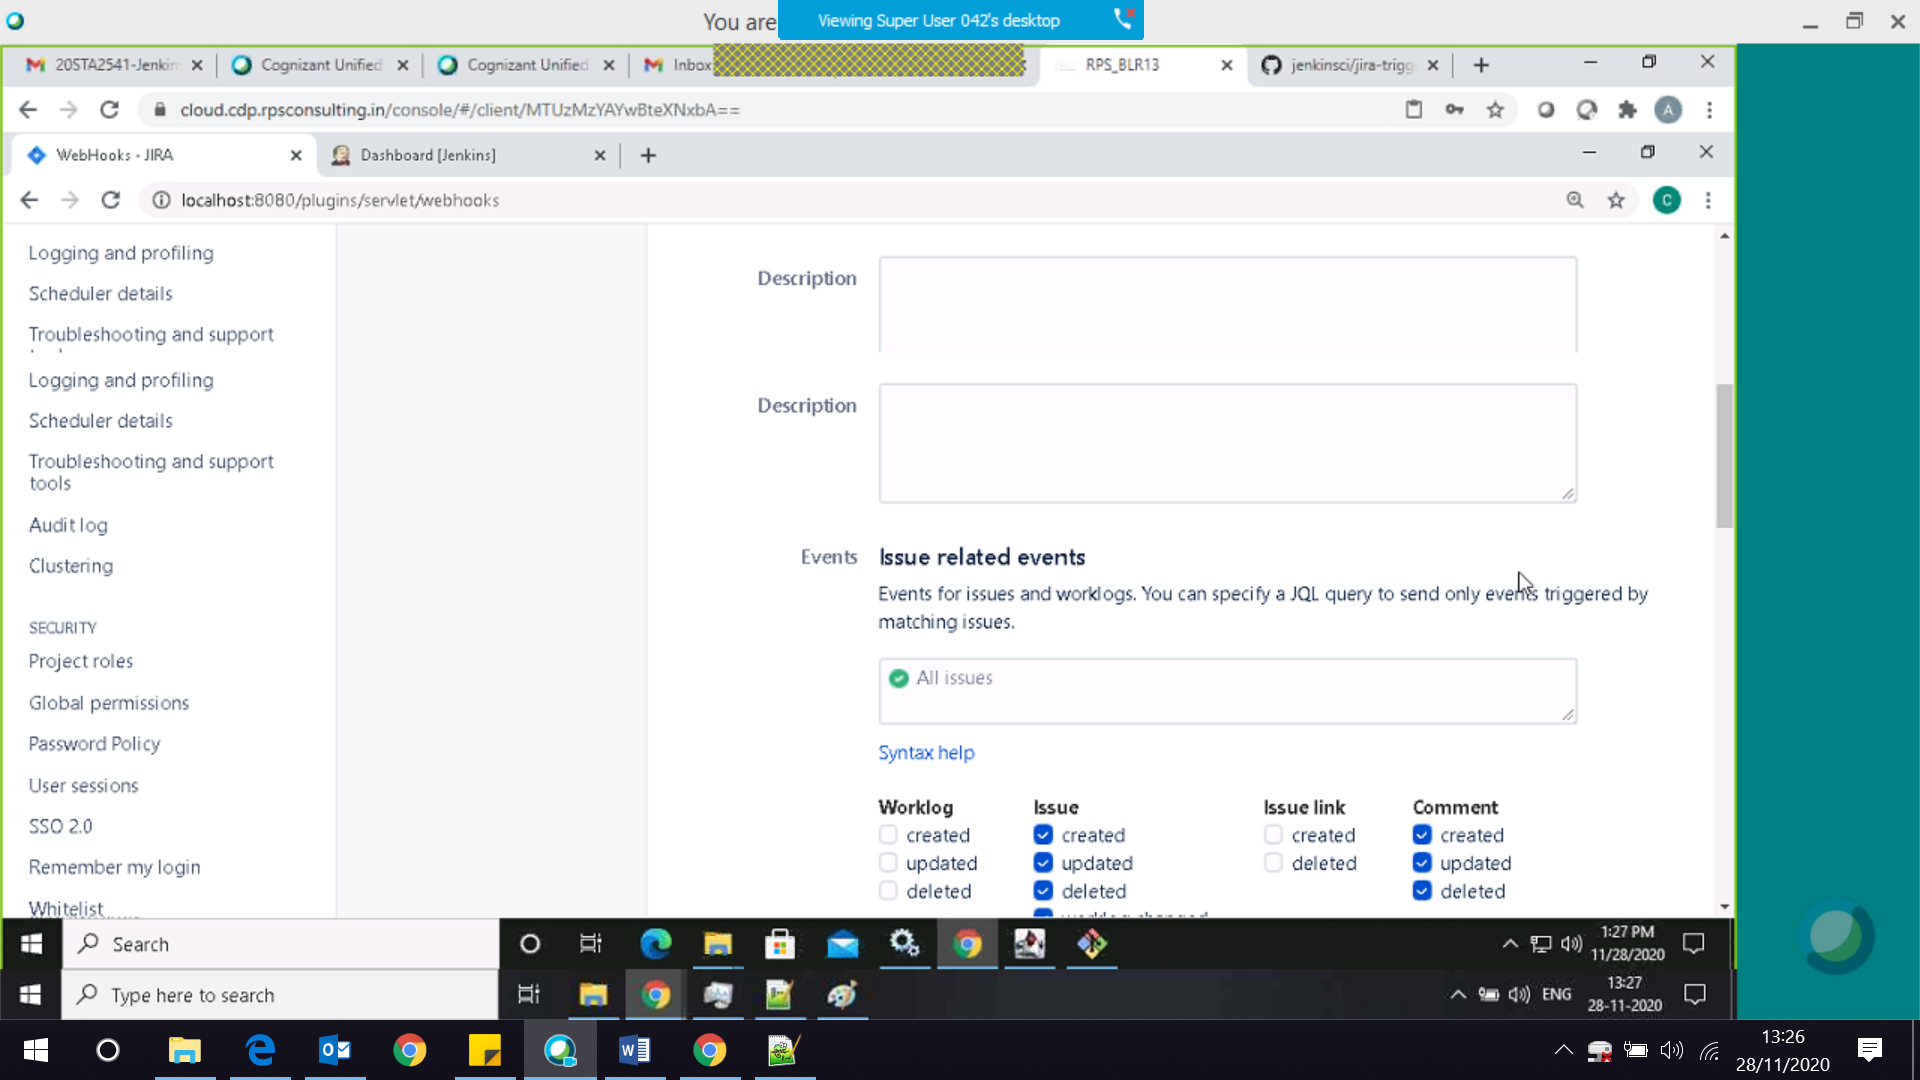 You are
Viewing Super User 042's desktop
20STA2541-Jenkin
Cognizant Unified
Cognizant Unified
Inbox
RPS_BLR13
jenkinsci/jira-trigg
cloud.cdp.rpsconsulting.in/console/#/client/MTUzMzYAYwBteXNxbA==
A
WebHooks - JIRA
Dashboard [Jenkins]
localhost:8080/plugins/servlet/webhooks
C
Logging and profiling
Scheduler details
Troubleshooting and support
Description
Logging and profiling
Scheduler details
Troubleshooting and support
tools
Audit log
Clustering
SECURITY
Project roles
Global permissions
Password Policy
User sessions
SSO 2.0
Remember my login
Whitelist
Description
Events
Issue related events
Events for issues and worklogs. You can specify a JQL query to send only events triggered by
matching issues.
All issues
Syntax help
Worklog
created
updated
deleted
Issue
created
updated
deleted
Issue link
created
deleted
Comment
created
updated
deleted
Search
1:27 PM
11/28/2020
Type here to search
ENG
13:27
28-11-2020
13:26
28/11/2020